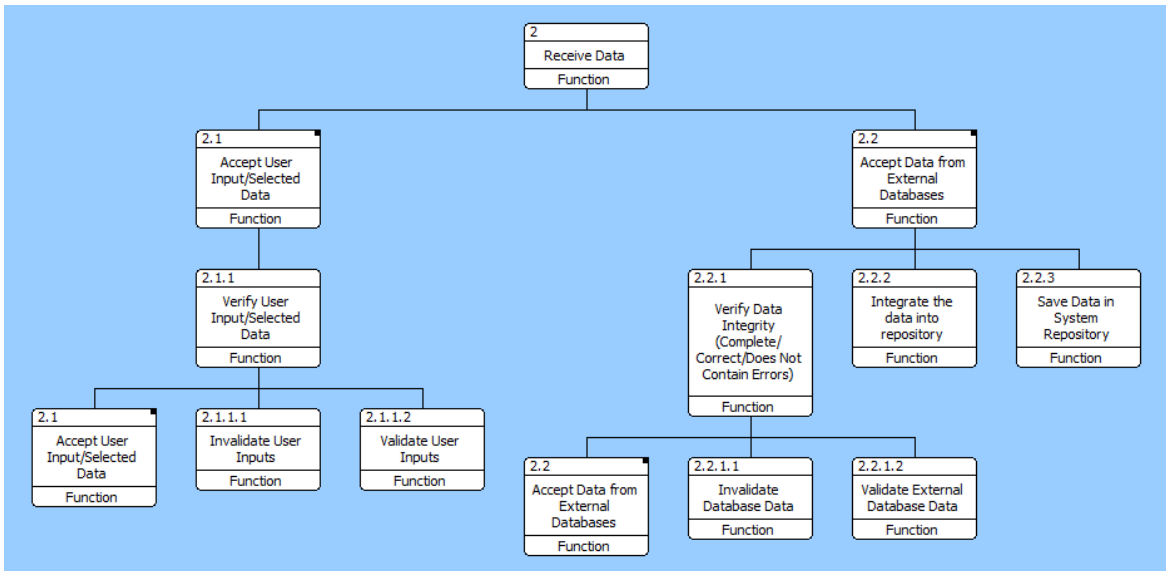 2
Receive Data
Function
2.1
Accept User
Input/Selected
Data
Function
2.2
Accept Data from
External
Databases
Function
2.1.1
Verify User
Input/Selected
Data
Function
2.2.1
Verify Data
Integrity
(Complete/
Correct/Does Not
Contain Errors)
Function
2.2.2
Integrate the
data into
repository
Function
2.2.3
Save Data in
System
Repository
Function
2.1
Accept User
Input/Selected
Data
Function
2.1.1.1
Invalidate User
Inputs
Function
2.1.1.2
Validate User
Inputs
Function
2.2
Accept Data from
External
Databases
Function
2.2.1.1
Invalidate
Database Data
Function
2.2.1.2
Validate External
Database Data
Function